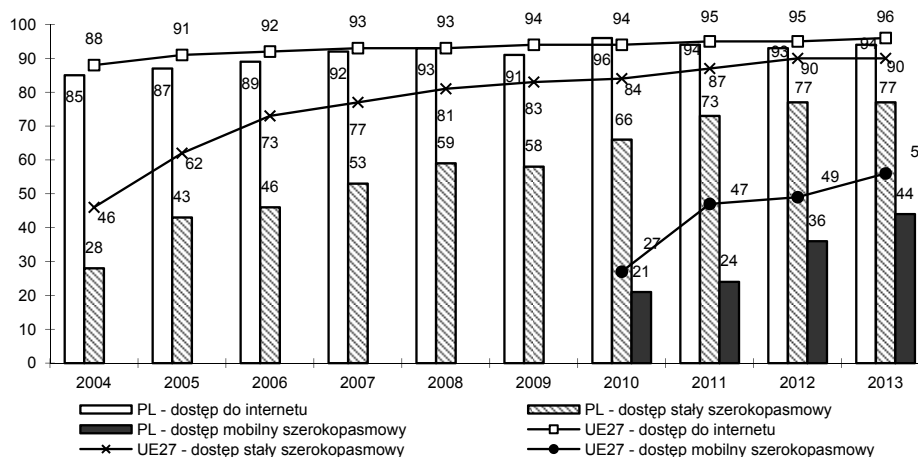 88 91 92 93 93 94 94 95 95 96
100
90
80
70
60
50
40
30
20
10
0
85 87 89 92 93 91 96 94 93 94
46 62 73 77 81 83 84 87 90 90
28 43 46 53 59 58 66 73 77 77
27 47 49 5
21 24 36 44
2004 2005 2006 2007 2008 2009 2010 2011 2012 2013
PL - dostęp do internetu PL - dostęp stały szerokopasmowy
PL - dostęp mobilny szerokopasmowy UE27 - dostęp do internetu
UE27 - dostęp stały szerokopasmowy UE27 - dostęp mobilny szerokopasmowy